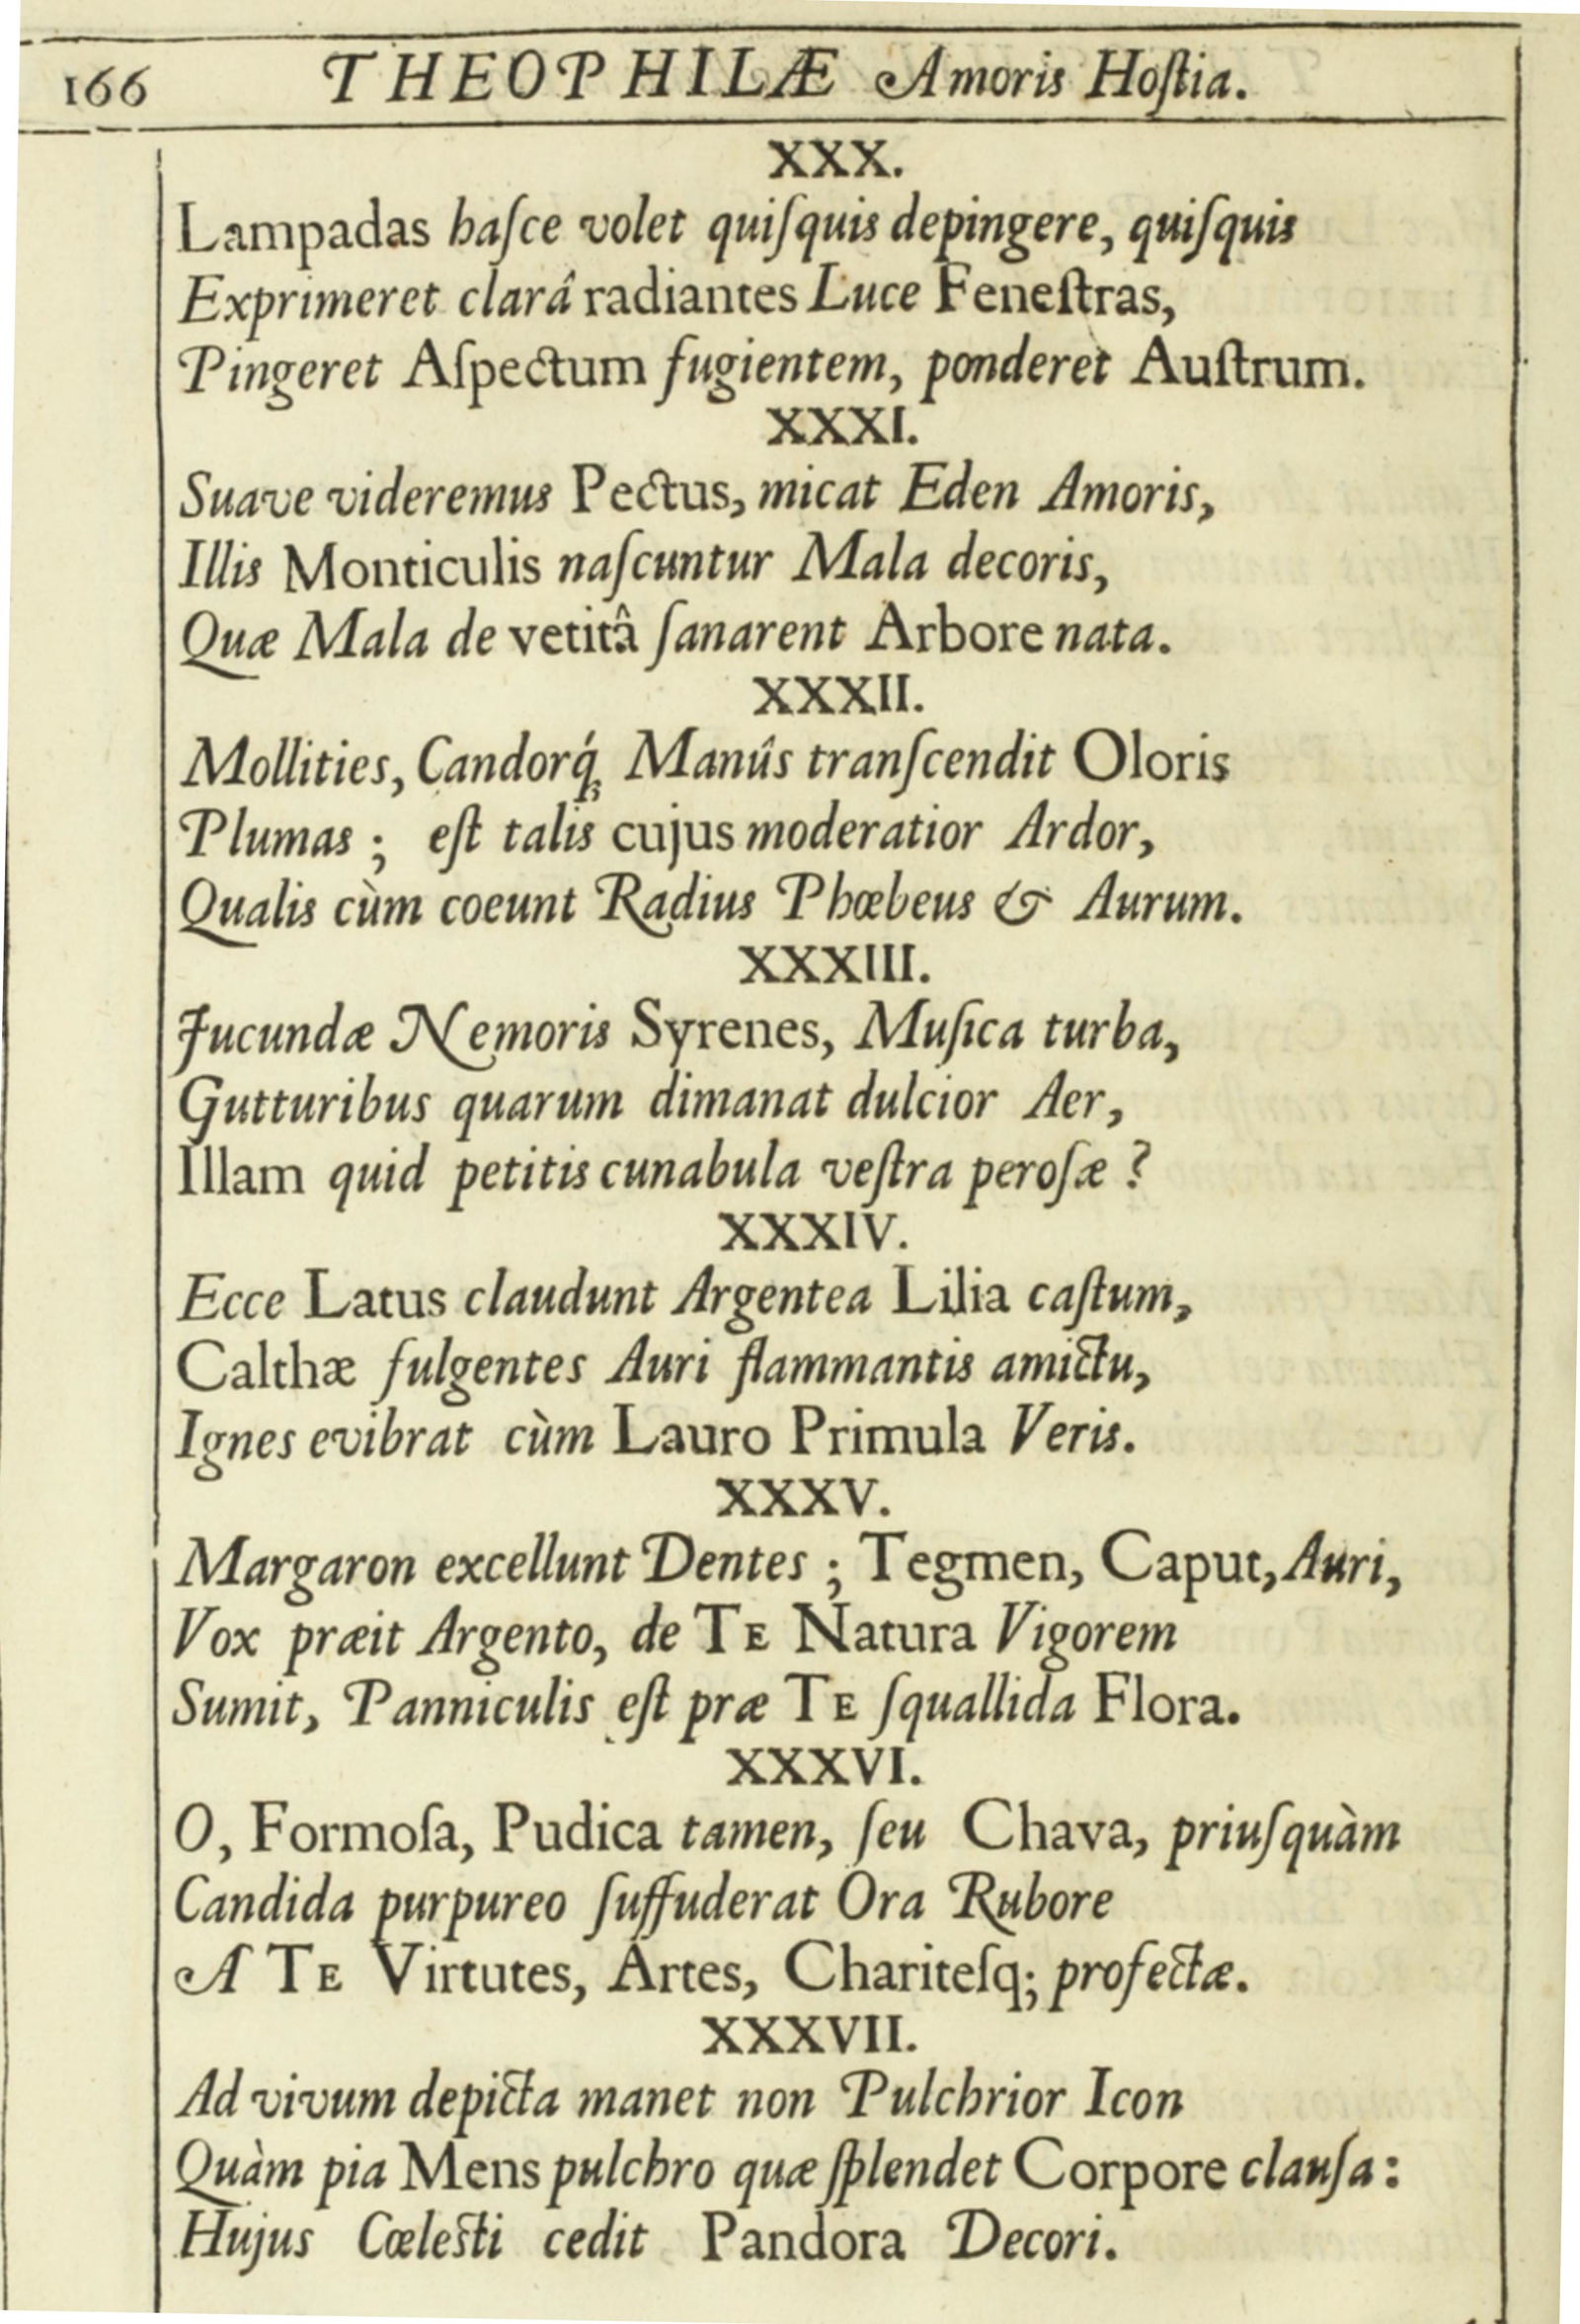 166 THEOPHILÆ Amoris Hoſtia.
XXX.
Lampadas haſce volet quiſquis depingere, quiſquis
Exprimeret clarâ radiantes Luce Feneſtras,
Pingeret Aſpectum fugientem, ponderet Auſtrum.
XXXI.
Suave videremus Pectus, micat Eden Amoris,
Illis Monticulis naſcuntur Mala decoris,
Quæ Mala de vetitâ ſanarent Arbore nata.
XXXII.
Mollities, Candorq́; Manûs tranſcendit Oloris
Plumas ; eſt talis cujus moderatior Ardor,
Qualis cùm coeunt Radius Phœbeus & Aurum.
XXXIII.
Jucundæ Nemoris Syrenes, Muſica turba,
Gutturibus quarum dimanat dulcior Aer,
Illam quid petitis cunabula veſtra peroſæ ?
XXXIV.
Ecce Latus claudunt Argentea Lilia caſtum,
Calthæ fulgentes Auri flammantis amictu,
Ignes evibrat cùm Lauro Primula Veris.
XXXV.
Margaron excellunt Dentes ; Tegmen, Caput, Auri,
Vox præit Argento, de TE Natura Vigorem
Sumit, Panniculis eſt præ TE ſquallida Flora.
XXXVI.
O, Formoſa, Pudica tamen, ſeu Chava, priuſquàm
Candida purpureo ſuffuderat Ora Rubore
A TE Virtutes, Artes, Chariteſq; profectæ.
XXXVII.
Ad vivum depicta manet non Pulchrior Icon
Quàm pia Mens pulchro quæ ſplendet Corpore clauſa :
Hujus Cœleſti cedit Pandora Decori.